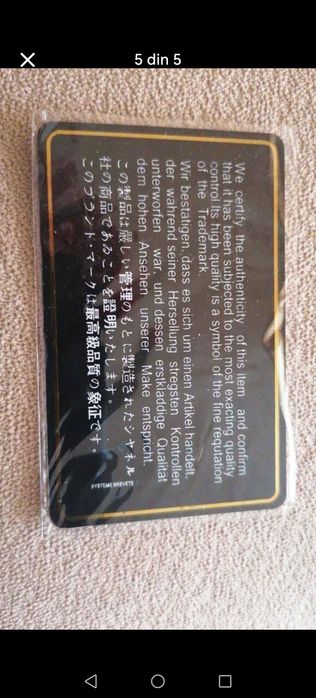 5 din 5
We certify the authenticity of this item and confirm
that it has been subjected to the most exacting quality
control. Its high quality is a symbol of the fine reputation
of the Trademark.
Wir bestätigen, dass es sich um einen Artikel handelt.
der während seiner Hersellung stregsten Kontrollen
unterworfen war, und dessen erstkladdige Qualität
dem hohen Ansehen unserer Make entspricht.
この製品は厳しい管理のもとに製造されたシャネル
社の商品であることを證明いたします。
このブランド・マークは最高級品質の象征です。
SYSTEME BREVETE